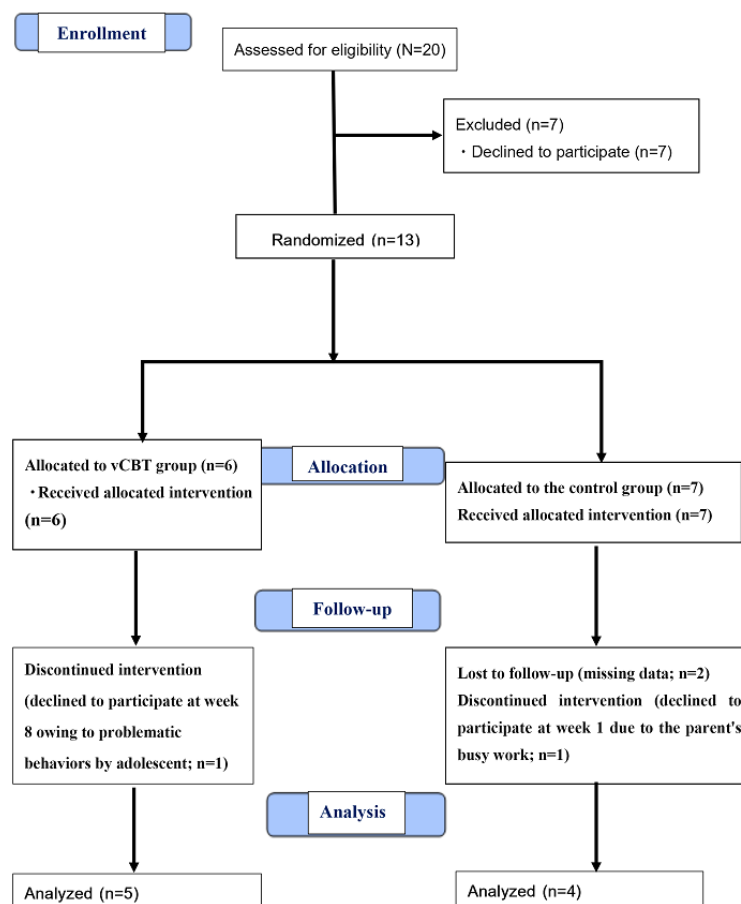 Enrollment
Assessed for eligibility (N=20)
Excluded (n=7)
・Declined to participate (n=7)
Randomized (n=13)
Allocated to vCBT group (n=6)
・Received allocated intervention
(n=6)
Allocation
Allocated to the control group (n=7)
Received allocated intervention (n=7)
Follow-up
Discontinued intervention
(declined to participate at week
8 owing to problematic
behaviors by adolescent; n=1)
Lost to follow-up (missing data; n=2)
Discontinued intervention (declined to
participate at week 1 due to the parent's
busy work; n=1)
Analysis
Analyzed (n=5)
Analyzed (n=4)